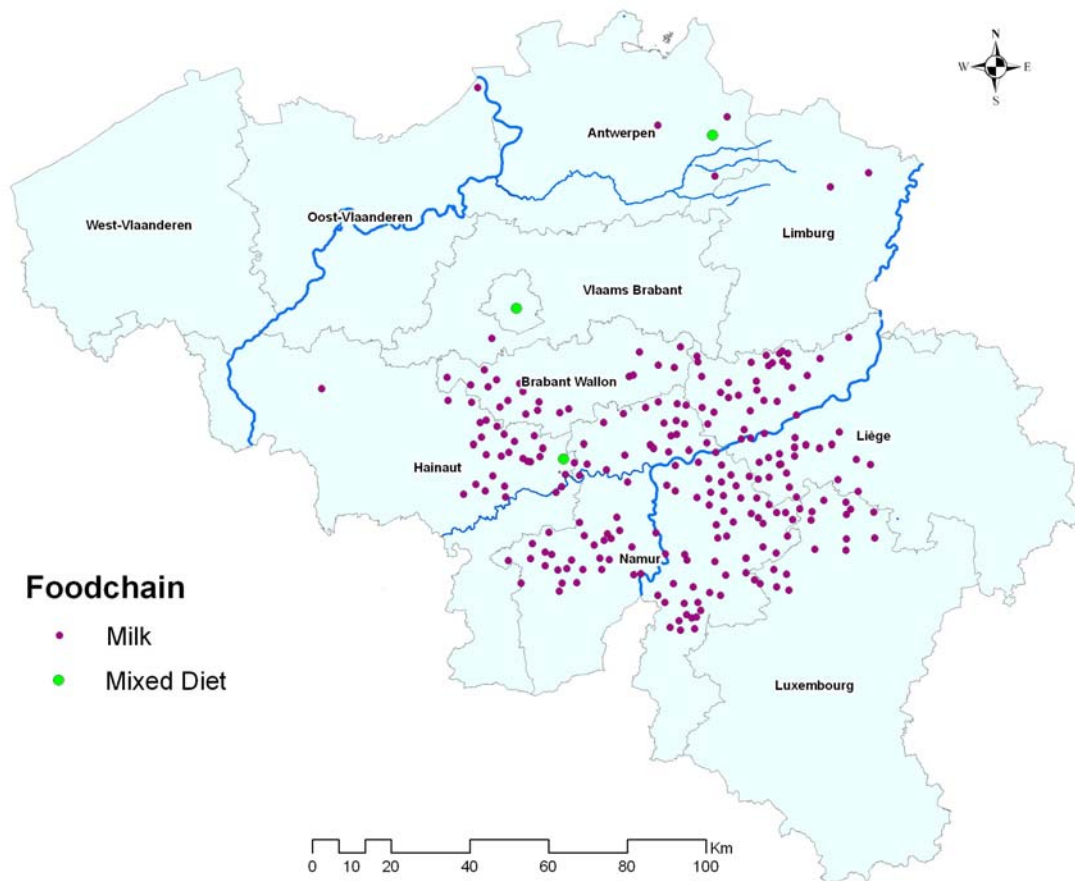 N
W E
S
Antwerpen
West-Vlaanderen
Oost-Vlaanderen
Limburg
Vlaams Brabant
Brabant Wallon
Liège
Hainaut
Namur
Foodchain
Milk
Mixed Diet
Luxembourg
Km
0 10 20 40 60 80 100